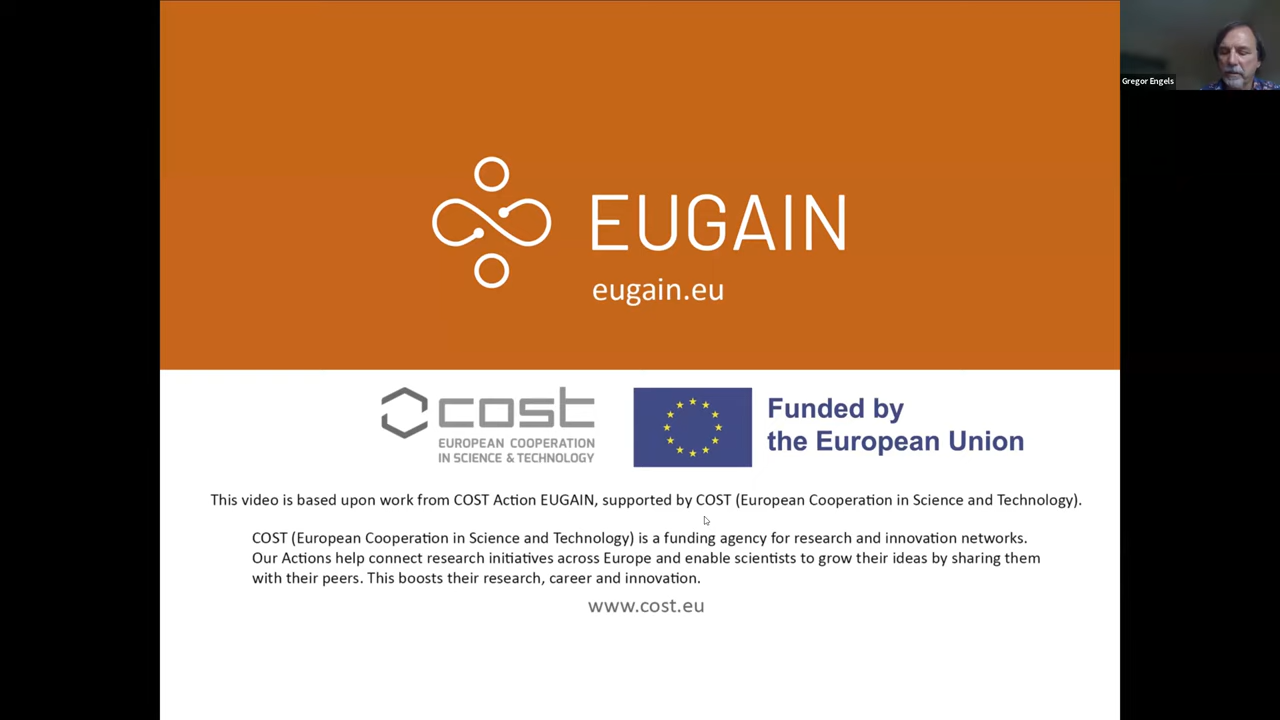 Gregor Engels
EUGAIN
eugain.eu
cost
EUROPEAN COOPERATION
IN SCIENCE & TECHNOLOGY
Funded by
the European Union
This video is based upon work from COST Action EUGAIN, supported by COST (European Cooperation in Science and Technology).
COST (European Cooperation in Science and Technology) is a funding agency for research and innovation networks.
Our Actions help connect research initiatives across Europe and enable scientists to grow their ideas by sharing them
with their peers. This boosts their research, career and innovation.
www.cost.eu